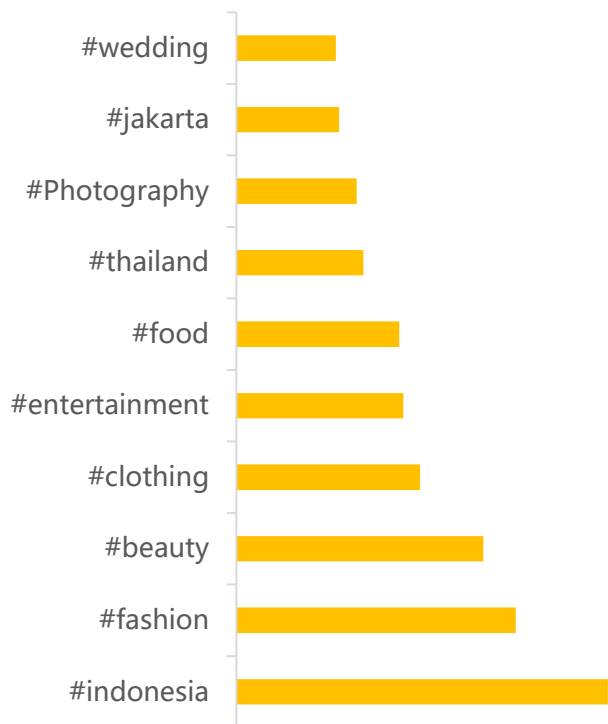 #wedding
#jakarta
#Photography
#thailand
#food
#entertainment
#clothing
#beauty
#fashion
#indonesia